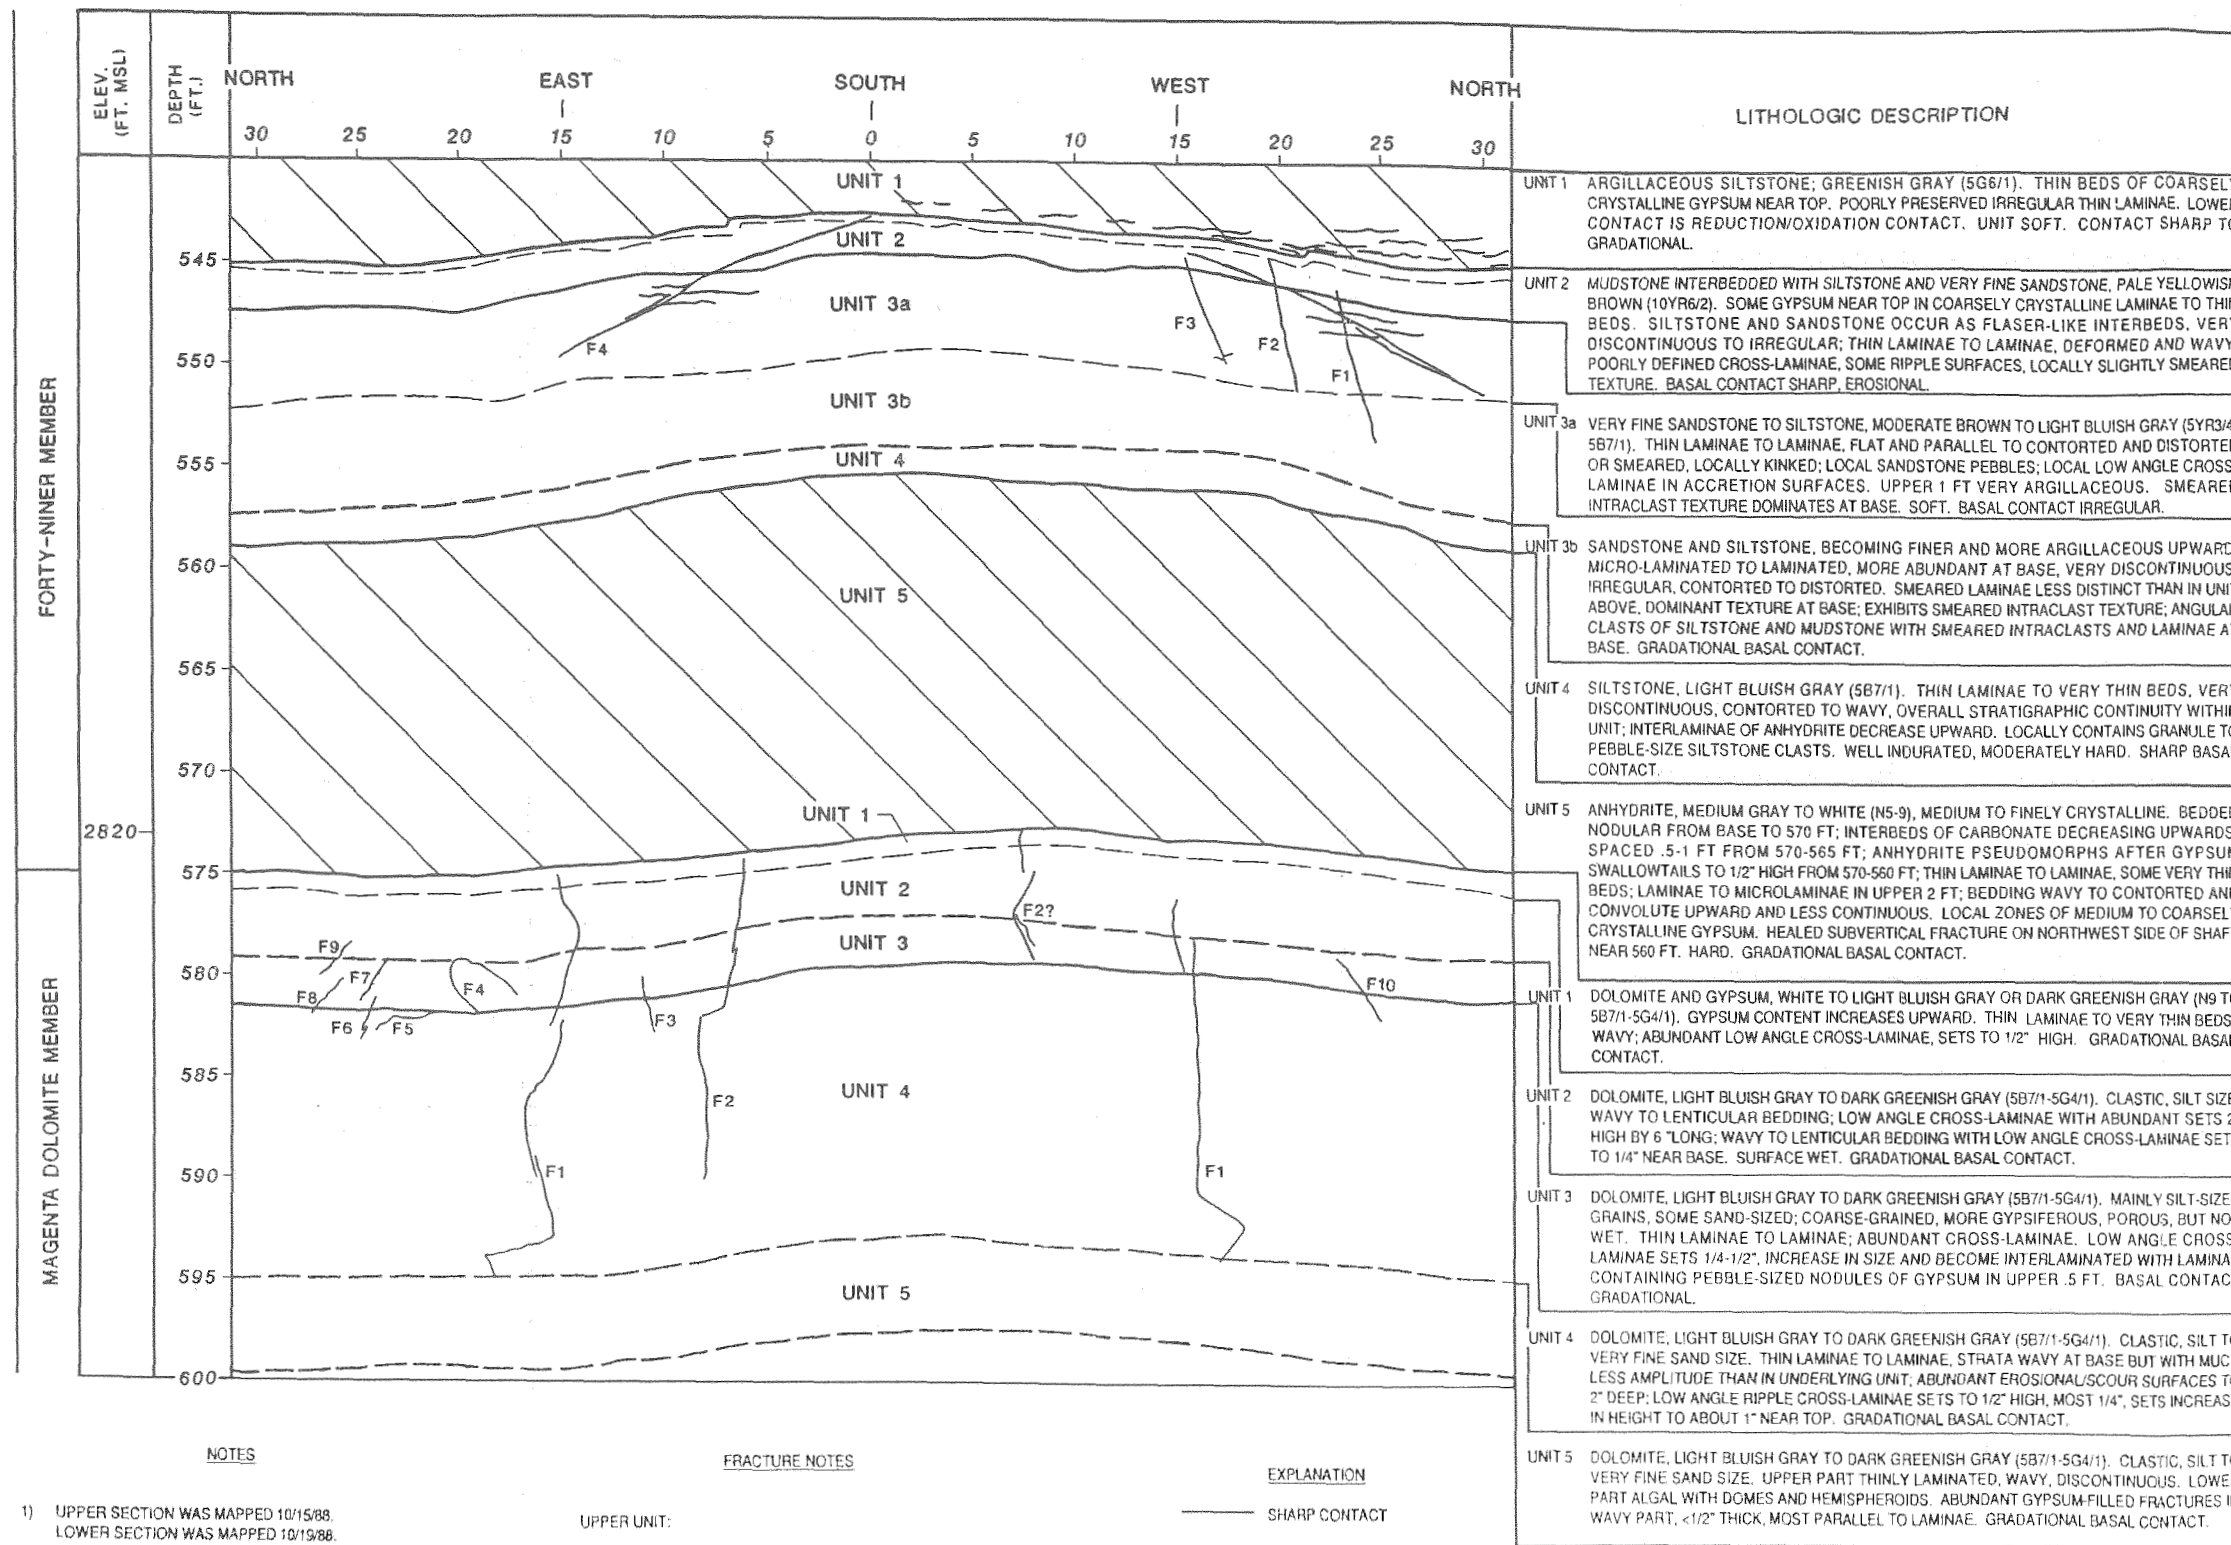 ELEV.
(FT. MSL)
DEPTH
(FT.)
NORTH
EAST
SOUTH
WEST
NORTH
30 25 20 15 10 5 0 5 10 15 20 25 30
LITHOLOGIC DESCRIPTION
FORTY-NINER MEMBER
MAGENTA DOLOMITE MEMBER
2820
545
550
555
560
565
570
575
580
585
590
595
600
UNIT 1
UNIT 2
UNIT 3a
F4
F3
F2
F1
UNIT 3b
UNIT 4
UNIT 5
UNIT 1
UNIT 2
F2?
UNIT 3
F9
F7
F8
F4
F6
F5
F3
F10
UNIT 4
F2
F1
F1
UNIT 5
UNIT 1 ARGILLACEOUS SILTSTONE; GREENISH GRAY (5G6/1). THIN BEDS OF COARSELY
CRYSTALLINE GYPSUM NEAR TOP. POORLY PRESERVED IRREGULAR THIN LAMINAE. LOWE
CONTACT IS REDUCTION/OXIDATION CONTACT. UNIT SOFT. CONTACT SHARP TO
GRADATIONAL.
UNIT 2 MUDSTONE INTERBEDDED WITH SILTSTONE AND VERY FINE SANDSTONE, PALE YELLOWISH
BROWN (10YR6/2). SOME GYPSUM NEAR TOP IN COARSELY CRYSTALLINE LAMINAE TO THI
BEDS. SILTSTONE AND SANDSTONE OCCUR AS FLASER-LIKE INTERBEDS, VERY
DISCONTINUOUS TO IRREGULAR; THIN LAMINAE TO LAMINAE, DEFORMED AND WAVY
POORLY DEFINED CROSS-LAMINAE, SOME RIPPLE SURFACES, LOCALLY SLIGHTLY SMEARED
TEXTURE. BASAL CONTACT SHARP, EROSIONAL.
UNIT 3a VERY FINE SANDSTONE TO SILTSTONE, MODERATE BROWN TO LIGHT BLUISH GRAY (5YR3/4
5B7/1). THIN LAMINAE TO LAMINAE, FLAT AND PARALLEL TO CONTORTED AND DISTORTED
OR SMEARED, LOCALLY KINKED; LOCAL SANDSTONE PEBBLES; LOCAL LOW ANGLE CROSS
LAMINAE IN ACCRETION SURFACES. UPPER 1 FT VERY ARGILLACEOUS. SMEARED
INTRACLAST TEXTURE DOMINATES AT BASE. SOFT. BASAL CONTACT IRREGULAR.
UNIT 3b SANDSTONE AND SILTSTONE, BECOMING FINER AND MORE ARGILLACEOUS UPWARD
MICRO-LAMINATED TO LAMINATED, MORE ABUNDANT AT BASE, VERY DISCONTINUOUS
IRREGULAR, CONTORTED TO DISTORTED. SMEARED LAMINAE LESS DISTINCT THAN IN UNI
ABOVE, DOMINANT TEXTURE AT BASE; EXHIBITS SMEARED INTRACLAST TEXTURE; ANGULA
CLASTS OF SILTSTONE AND MUDSTONE WITH SMEARED INTRACLASTS AND LAMINAE A
BASE. GRADATIONAL BASAL CONTACT.
UNIT 4 SILTSTONE, LIGHT BLUISH GRAY (5B7/1). THIN LAMINAE TO VERY THIN BEDS, VERY
DISCONTINUOUS, CONTORTED TO WAVY, OVERALL STRATIGRAPHIC CONTINUITY WITHI
UNIT; INTERLAMINAE OF ANHYDRITE DECREASE UPWARD. LOCALLY CONTAINS GRANULE TO
PEBBLE-SIZE SILTSTONE CLASTS. WELL INDURATED, MODERATELY HARD. SHARP BASA
CONTACT.
UNIT 5 ANHYDRITE, MEDIUM GRAY TO WHITE (N5-9), MEDIUM TO FINELY CRYSTALLINE. BEDDED
NODULAR FROM BASE TO 570 FT; INTERBEDS OF CARBONATE DECREASING UPWARDS
SPACED .5-1 FT FROM 570-565 FT; ANHYDRITE PSEUDOMORPHS AFTER GYPSUM
SWALLOWTAILS TO 1/2" HIGH FROM 570-560 FT; THIN LAMINAE TO LAMINAE, SOME VERY THI
BEDS; LAMINAE TO MICROLAMINAE IN UPPER 2 FT; BEDDING WAVY TO CONTORTED AN
CONVOLUTE UPWARD AND LESS CONTINUOUS. LOCAL ZONES OF MEDIUM TO COARSELY
CRYSTALLINE GYPSUM. HEALED SUBVERTICAL FRACTURE ON NORTHWEST SIDE OF SHAF
NEAR 560 FT. HARD. GRADATIONAL BASAL CONTACT.
UNIT 1 DOLOMITE AND GYPSUM, WHITE TO LIGHT BLUISH GRAY OR DARK GREENISH GRAY (N9 TO
5B7/1-5G4/1). GYPSUM CONTENT INCREASES UPWARD. THIN LAMINAE TO VERY THIN BEDS
WAVY; ABUNDANT LOW ANGLE CROSS-LAMINAE, SETS TO 1/2" HIGH. GRADATIONAL BASA
CONTACT.
UNIT 2 DOLOMITE, LIGHT BLUISH GRAY TO DARK GREENISH GRAY (5B7/1-5G4/1). CLASTIC, SILT SIZE
WAVY TO LENTICULAR BEDDING; LOW ANGLE CROSS-LAMINAE WITH ABUNDANT SETS 2
HIGH BY 6 "LONG; WAVY TO LENTICULAR BEDDING WITH LOW ANGLE CROSS-LAMINAE SET
TO 1/4" NEAR BASE. SURFACE WET. GRADATIONAL BASAL CONTACT.
UNIT 3 DOLOMITE, LIGHT BLUISH GRAY TO DARK GREENISH GRAY (5B7/1-5G4/1). MAINLY SILT-SIZE
GRAINS, SOME SAND-SIZED; COARSE-GRAINED, MORE GYPSIFEROUS, POROUS, BUT NO
WET. THIN LAMINAE TO LAMINAE; ABUNDANT CROSS-LAMINAE. LOW ANGLE CROSS
LAMINAE SETS 1/4-1/2", INCREASE IN SIZE AND BECOME INTERLAMINATED WITH LAMINA
CONTAINING PEBBLE-SIZED NODULES OF GYPSUM IN UPPER .5 FT. BASAL CONTAC
GRADATIONAL.
UNIT 4 DOLOMITE, LIGHT BLUISH GRAY TO DARK GREENISH GRAY (5B7/1-5G4/1). CLASTIC, SILT TO
VERY FINE SAND SIZE. THIN LAMINAE TO LAMINAE, STRATA WAVY AT BASE BUT WITH MUC
LESS AMPLITUDE THAN IN UNDERLYING UNIT; ABUNDANT EROSIONAL/SCOUR SURFACES TO
2" DEEP; LOW ANGLE RIPPLE CROSS-LAMINAE SETS TO 1/2" HIGH, MOST 1/4", SETS INCREAS
IN HEIGHT TO ABOUT 1" NEAR TOP. GRADATIONAL BASAL CONTACT.
UNIT 5 DOLOMITE, LIGHT BLUISH GRAY TO DARK GREENISH GRAY (5B7/1-5G4/1). CLASTIC, SILT TO
VERY FINE SAND SIZE. UPPER PART THINLY LAMINATED, WAVY, DISCONTINUOUS. LOWE
PART ALGAL WITH DOMES AND HEMISPHEROIDS. ABUNDANT GYPSUM-FILLED FRACTURES I
WAVY PART, <1/2" THICK, MOST PARALLEL TO LAMINAE. GRADATIONAL BASAL CONTACT.
NOTES
1) UPPER SECTION WAS MAPPED 10/15/88.
LOWER SECTION WAS MAPPED 10/19/88.
FRACTURE NOTES
UPPER UNIT:
EXPLANATION
SHARP CONTACT